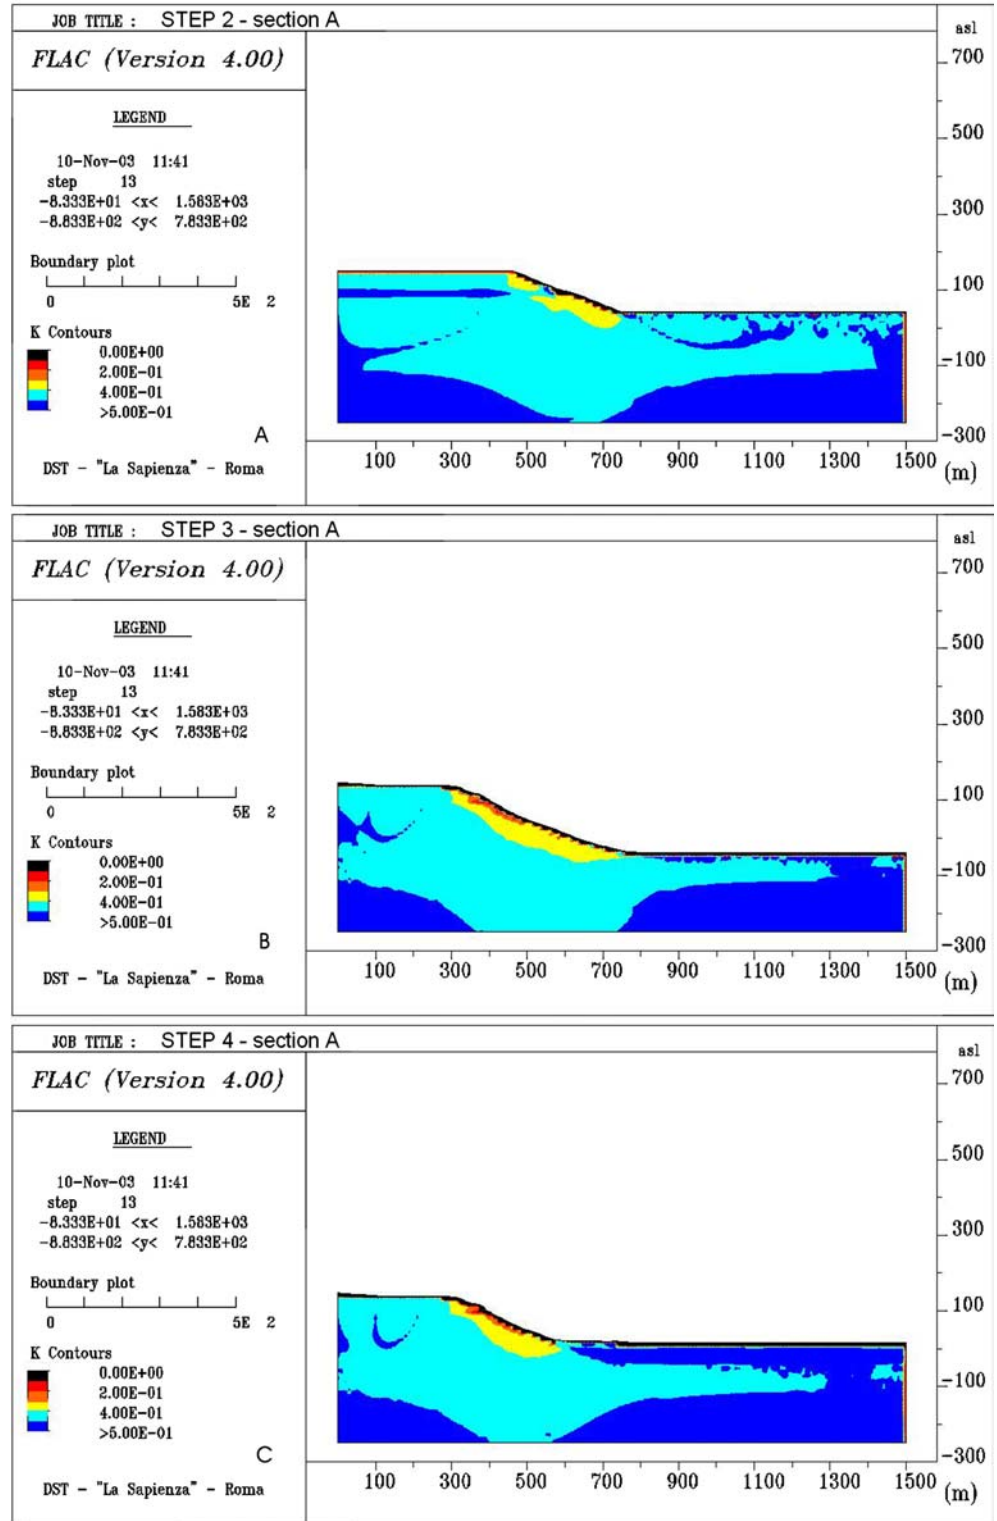 JOB TITLE : STEP 2 - section A
FLAC (Version 4.00)
LEGEND
10-Nov-03 11:41
step 13
-8.333E+01 <x< 1.583E+03
-8.833E+02 <y< 7.833E+02
Boundary plot
0 5E 2
K Contours
0.00E+00
2.00E-01
4.00E-01
>5.00E-01
A
DST - "La Sapienza" - Roma
asl
700
500
300
100
-100
-300
100 300 500 700 900 1100 1300 1500 (m)
JOB TITLE : STEP 3 - section A
FLAC (Version 4.00)
LEGEND
10-Nov-03 11:41
step 13
-8.333E+01 <x< 1.583E+03
-8.833E+02 <y< 7.833E+02
Boundary plot
0 5E 2
K Contours
0.00E+00
2.00E-01
4.00E-01
>5.00E-01
B
DST - "La Sapienza" - Roma
asl
700
500
300
100
-100
-300
100 300 500 700 900 1100 1300 1500 (m)
JOB TITLE : STEP 4 - section A
FLAC (Version 4.00)
LEGEND
10-Nov-03 11:41
step 13
-8.333E+01 <x< 1.583E+03
-8.833E+02 <y< 7.833E+02
Boundary plot
0 5E 2
K Contours
0.00E+00
2.00E-01
4.00E-01
>5.00E-01
C
DST - "La Sapienza" - Roma
asl
700
500
300
100
-100
-300
100 300 500 700 900 1100 1300 1500 (m)